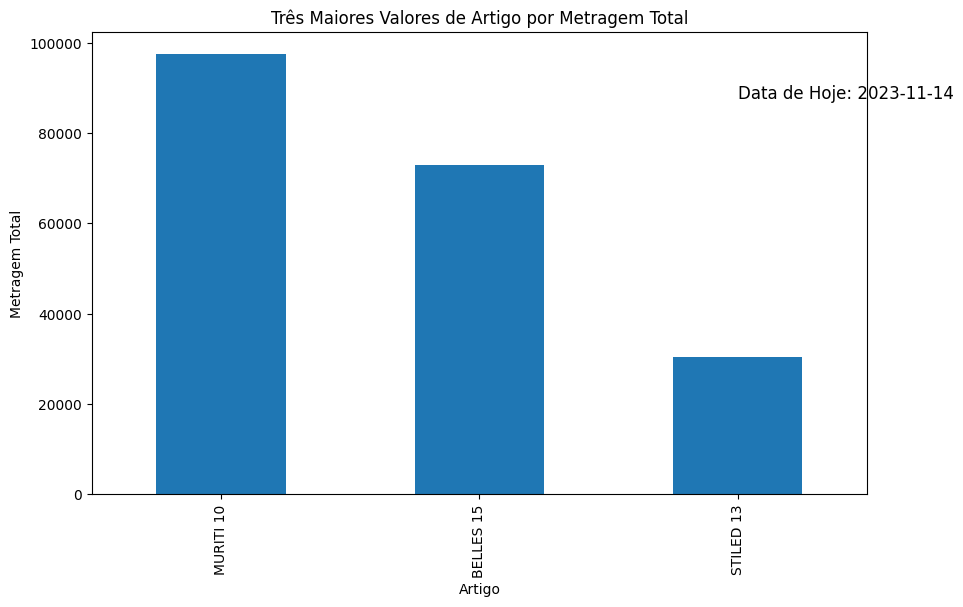 Três Maiores Valores de Artigo por Metragem Total
100000
80000
60000
40000
20000
0
Metragem Total
Data de Hoje: 2023-11-14
MURITI 10
BELLES 15
STILED 13
Artigo